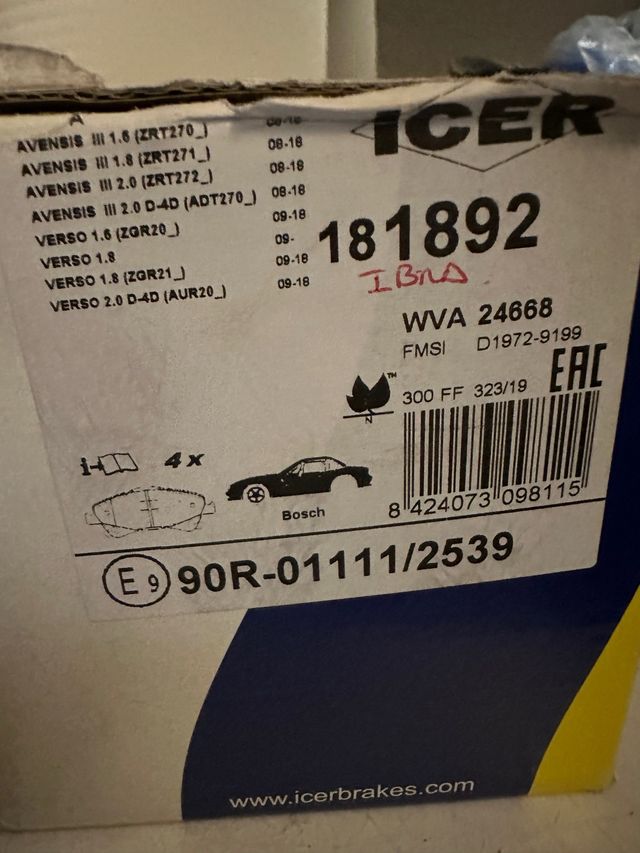 A
AVENSIS III 1.6 (ZRT270_) 08-18
AVENSIS III 1.8 (ZRT271_) 08-18
AVENSIS III 2.0 (ZRT272_) 08-18
AVENSIS III 2.0 D-4D (ADT270_) 08-18
VERSO 1.6 (ZGR20_) 09-18
VERSO 1.8 09-
VERSO 1.8 (ZGR21_) 09-18
VERSO 2.0 D-4D (AUR20_) 09-18
ICER
181892
IBRA
WVA 24668
FMSI D1972-9199
TM
N
300 FF 323/19
EAC
8 424073 098115
4x
Bosch
E9 90R-01111/2539
www.icerbrakes.com